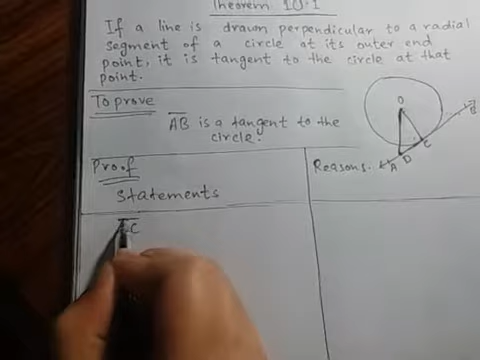 Theorem 10.1
If a line is drawn perpendicular to a radial
segment of a circle at its outer end
point, it is tangent to the circle at that
point.
To prove
AB is a tangent to the
circle.
O
B
C
D
A
Proof
Statements
Reasons.